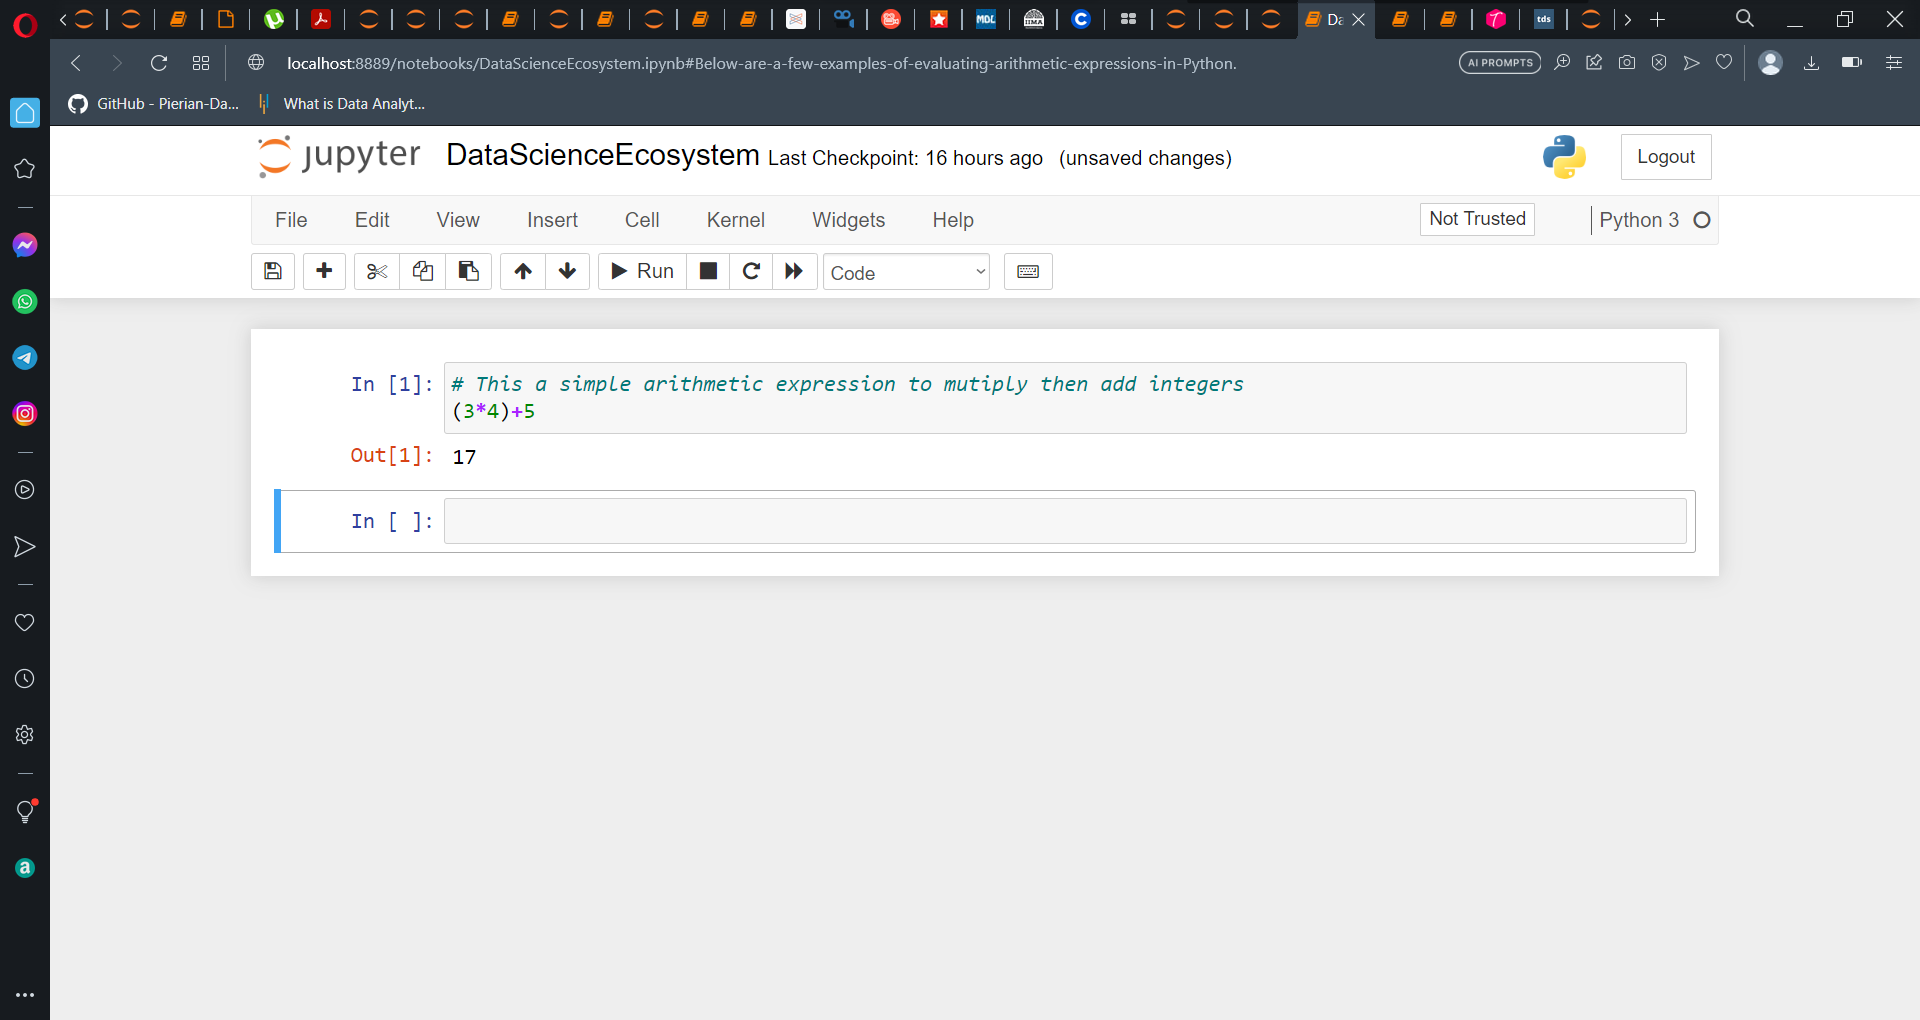 MDL
IIMA
C
Da
T
tds
localhost:8889/notebooks/DataScienceEcosystem.ipynb#Below-are-a-few-examples-of-evaluating-arithmetic-expressions-in-Python.
AI PROMPTS
GitHub - Pierian-Da...
What is Data Analyt...
jupyter DataScienceEcosystem Last Checkpoint: 16 hours ago (unsaved changes)
Logout
File Edit View Insert Cell Kernel Widgets Help
Not Trusted
Python 3
Run
Code
In [1]: # This a simple arithmetic expression to mutiply then add integers
(3*4)+5
Out[1]: 17
In [ ]:
a